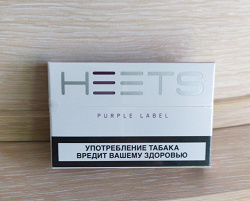 HEETS
PURPLE LABEL
УПОТРЕБЛЕНИЕ ТАБАКА
ВРЕДИТ ВАШЕМУ ЗДОРОВЬЮ